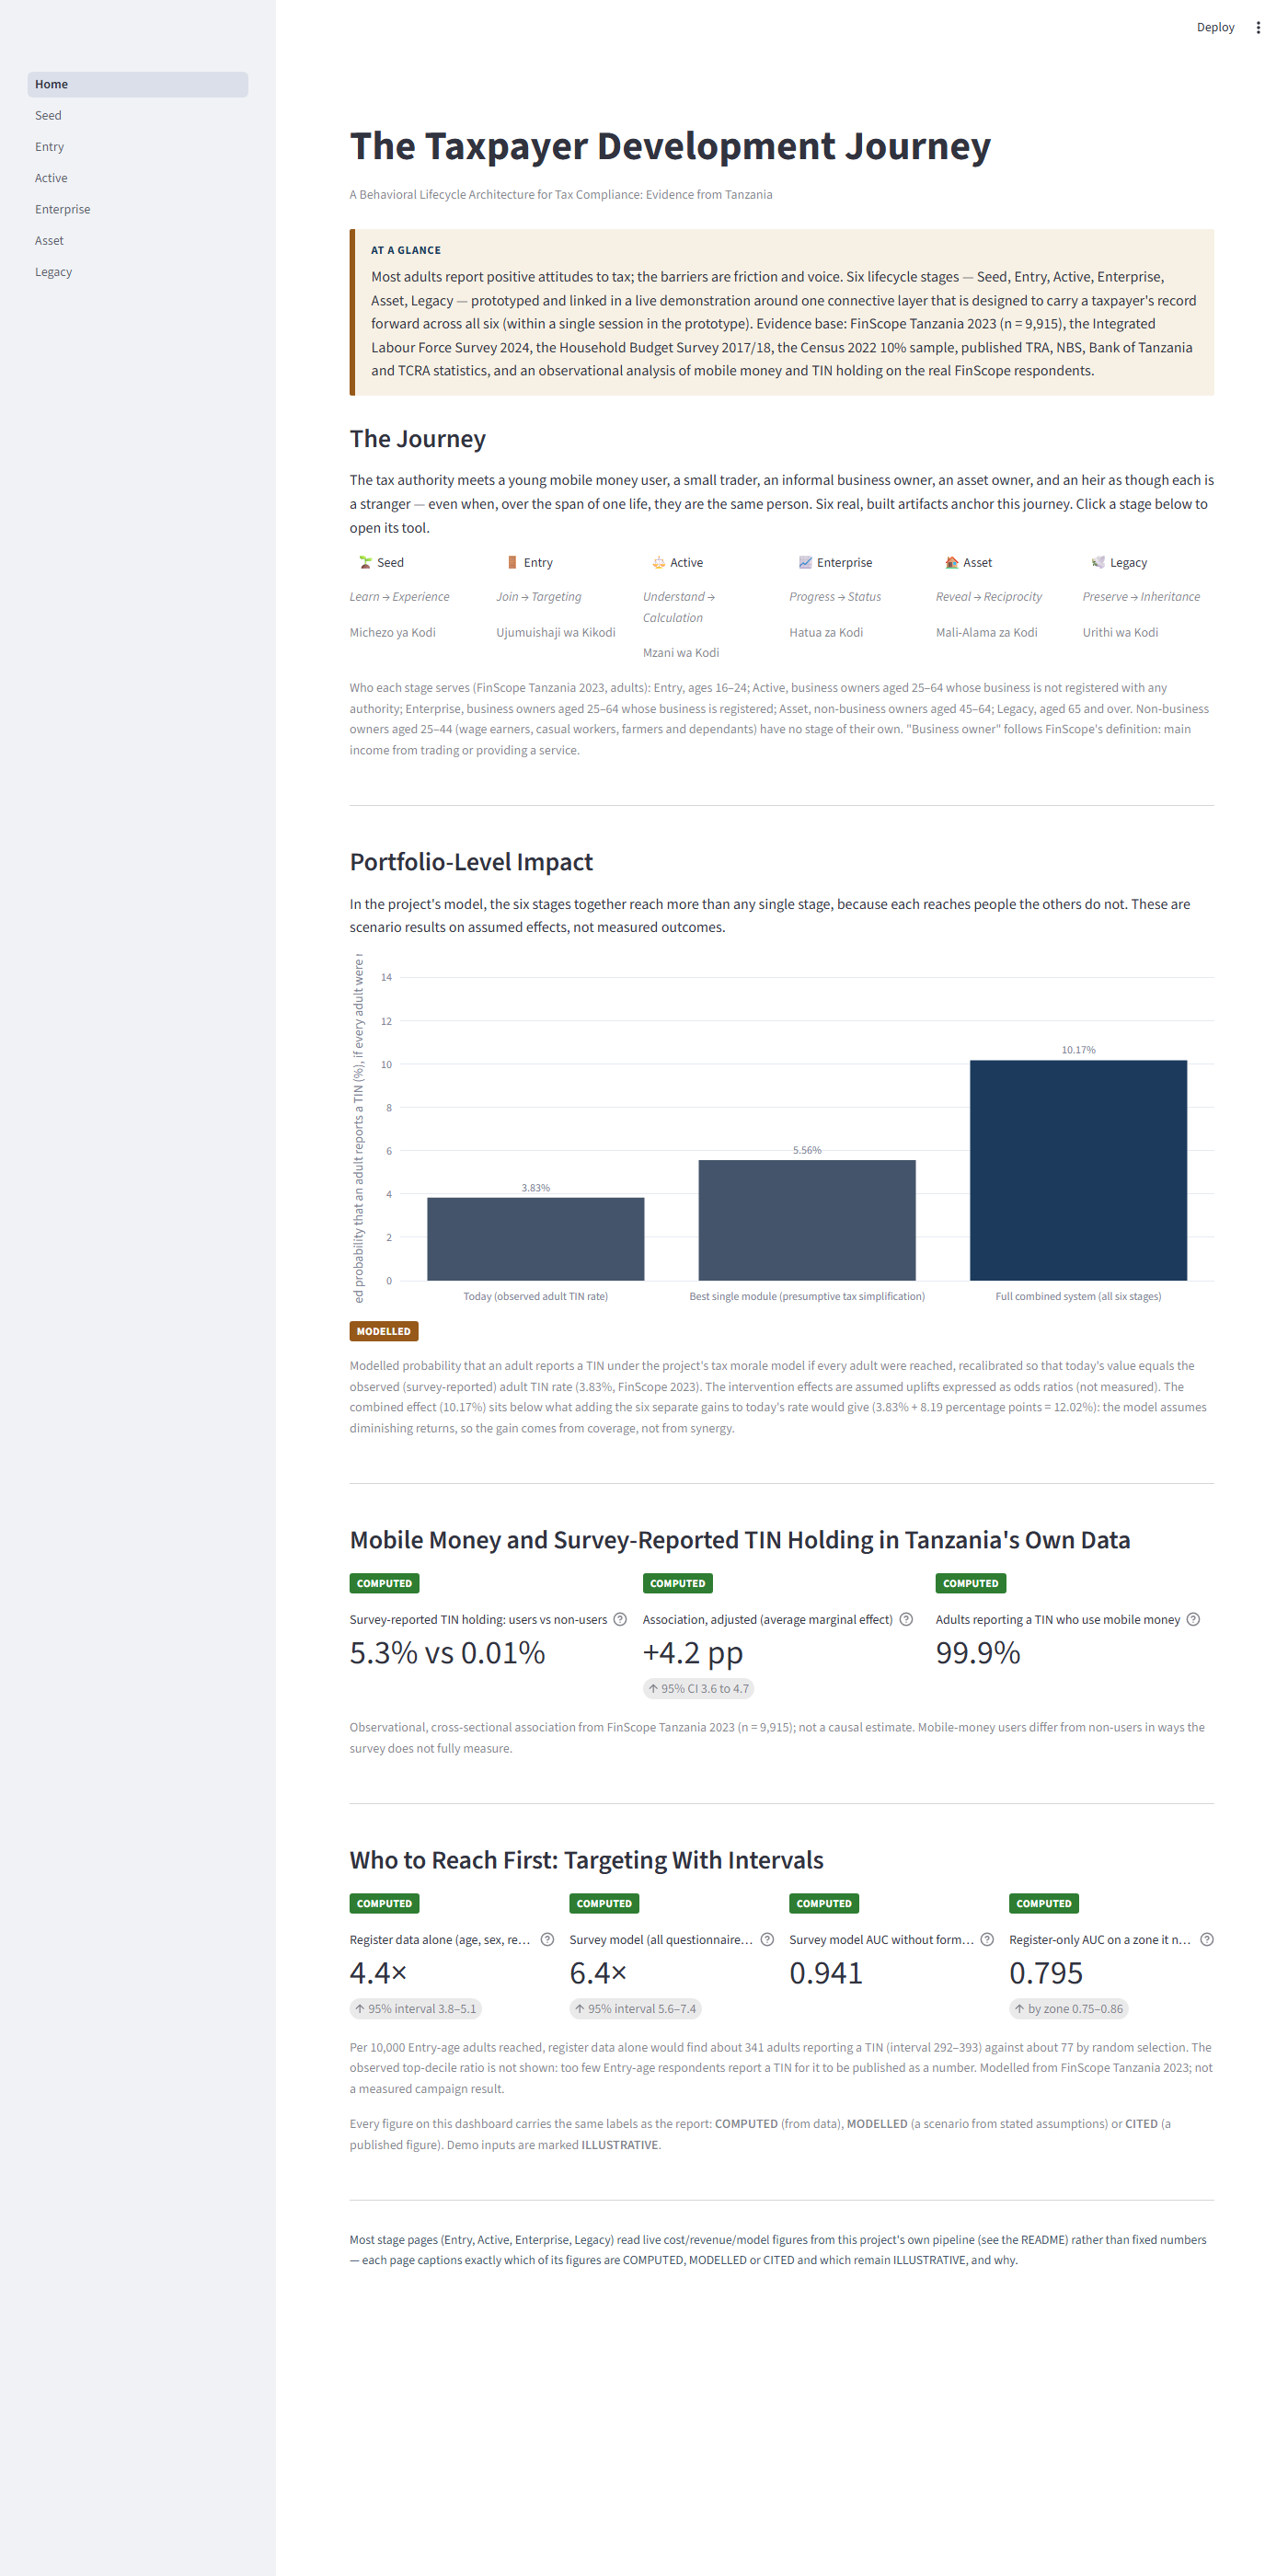 Deploy
Home
Seed
Entry
Active
Enterprise
Asset
Legacy
The Taxpayer Development Journey
A Behavioral Lifecycle Architecture for Tax Compliance: Evidence from Tanzania
AT A GLANCE
Most adults report positive attitudes to tax; the barriers are friction and voice. Six lifecycle stages — Seed, Entry, Active, Enterprise,
Asset, Legacy — prototyped and linked in a live demonstration around one connective layer that is designed to carry a taxpayer's record
forward across all six (within a single session in the prototype). Evidence base: FinScope Tanzania 2023 (n = 9,915), the Integrated
Labour Force Survey 2024, the Household Budget Survey 2017/18, the Census 2022 10% sample, published TRA, NBS, Bank of Tanzania
and TCRA statistics, and an observational analysis of mobile money and TIN holding on the real FinScope respondents.
The Journey
The tax authority meets a young mobile money user, a small trader, an informal business owner, an asset owner, and an heir as though each is
a stranger — even when, over the span of one life, they are the same person. Six real, built artifacts anchor this journey. Click a stage below to
open its tool.
Seed
Learn → Experience
Michezo ya Kodi
Entry
Join → Targeting
Ujumuishaji wa Kikodi
Active
Understand →
Calculation
Mzani wa Kodi
Enterprise
Progress → Status
Hatua za Kodi
Asset
Reveal → Reciprocity
Mali-Alama za Kodi
Legacy
Preserve → Inheritance
Urithi wa Kodi
Who each stage serves (FinScope Tanzania 2023, adults): Entry, ages 16–24; Active, business owners aged 25–64 whose business is not registered with any
authority; Enterprise, business owners aged 25–64 whose business is registered; Asset, non-business owners aged 45–64; Legacy, aged 65 and over. Non-business
owners aged 25–44 (wage earners, casual workers, farmers and dependants) have no stage of their own. "Business owner" follows FinScope's definition: main
income from trading or providing a service.
Portfolio-Level Impact
In the project's model, the six stages together reach more than any single stage, because each reaches people the others do not. These are
scenario results on assumed effects, not measured outcomes.
ed probability that an adult reports a TIN (%), if every adult were
14
12
10
8
6
4
2
0
3.83%
5.56%
10.17%
Today (observed adult TIN rate)
Best single module (presumptive tax simplification)
Full combined system (all six stages)
MODELLED
Modelled probability that an adult reports a TIN under the project's tax morale model if every adult were reached, recalibrated so that today's value equals the
observed (survey-reported) adult TIN rate (3.83%, FinScope 2023). The intervention effects are assumed uplifts expressed as odds ratios (not measured). The
combined effect (10.17%) sits below what adding the six separate gains to today's rate would give (3.83% + 8.19 percentage points = 12.02%): the model assumes
diminishing returns, so the gain comes from coverage, not from synergy.
Mobile Money and Survey-Reported TIN Holding in Tanzania's Own Data
COMPUTED
Survey-reported TIN holding: users vs non-users
5.3% vs 0.01%
COMPUTED
Association, adjusted (average marginal effect)
+4.2 pp
↑ 95% CI 3.6 to 4.7
COMPUTED
Adults reporting a TIN who use mobile money
99.9%
Observational, cross-sectional association from FinScope Tanzania 2023 (n = 9,915); not a causal estimate. Mobile-money users differ from non-users in ways the
survey does not fully measure.
Who to Reach First: Targeting With Intervals
COMPUTED
Register data alone (age, sex, re…
4.4×
↑ 95% interval 3.8–5.1
COMPUTED
Survey model (all questionnaire…
6.4×
↑ 95% interval 5.6–7.4
COMPUTED
Survey model AUC without form…
0.941
COMPUTED
Register-only AUC on a zone it n…
0.795
↑ by zone 0.75–0.86
Per 10,000 Entry-age adults reached, register data alone would find about 341 adults reporting a TIN (interval 292–393) against about 77 by random selection. The
observed top-decile ratio is not shown: too few Entry-age respondents report a TIN for it to be published as a number. Modelled from FinScope Tanzania 2023; not
a measured campaign result.
Every figure on this dashboard carries the same labels as the report: COMPUTED (from data), MODELLED (a scenario from stated assumptions) or CITED (a
published figure). Demo inputs are marked ILLUSTRATIVE.
Most stage pages (Entry, Active, Enterprise, Legacy) read live cost/revenue/model figures from this project's own pipeline (see the README) rather than fixed numbers
— each page captions exactly which of its figures are COMPUTED, MODELLED or CITED and which remain ILLUSTRATIVE, and why.